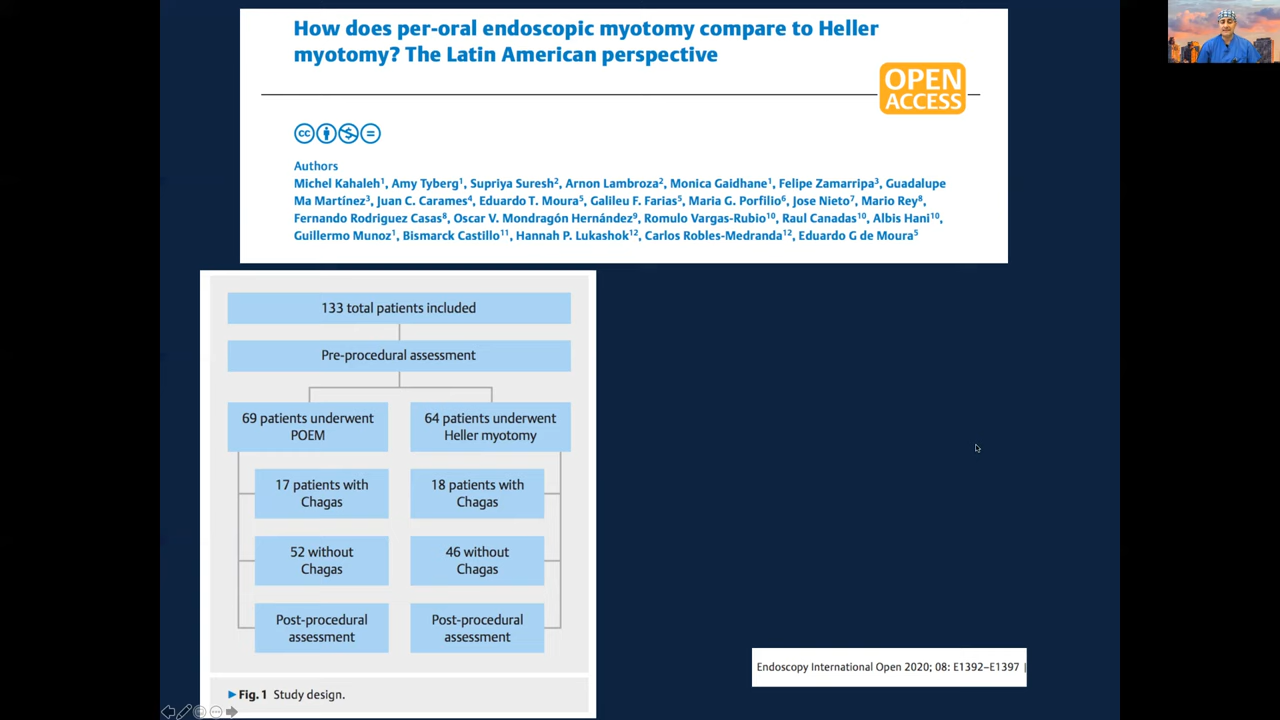 How does per-oral endoscopic myotomy compare to Heller
myotomy? The Latin American perspective
OPEN
ACCESS
cc
Authors
Michel Kahaleh1, Amy Tyberg1, Supriya Suresh2, Arnon Lambroza2, Monica Gaidhane1, Felipe Zamarripa3, Guadalupe
Ma Martínez3, Juan C. Carames4, Eduardo T. Moura5, Galileu F. Farias5, Maria G. Porfilio6, Jose Nieto7, Mario Rey8,
Fernando Rodriguez Casas8, Oscar V. Mondragón Hernández9, Romulo Vargas-Rubio10, Raul Canadas10, Albis Hani10,
Guillermo Munoz1, Bismarck Castillo11, Hannah P. Lukashok12, Carlos Robles-Medranda12, Eduardo G de Moura5
133 total patients included
Pre-procedural assessment
69 patients underwent
POEM
64 patients underwent
Heller myotomy
17 patients with
Chagas
18 patients with
Chagas
52 without
Chagas
46 without
Chagas
Post-procedural
assessment
Post-procedural
assessment
Fig. 1 Study design.
Endoscopy International Open 2020; 08: E1392–E1397 |